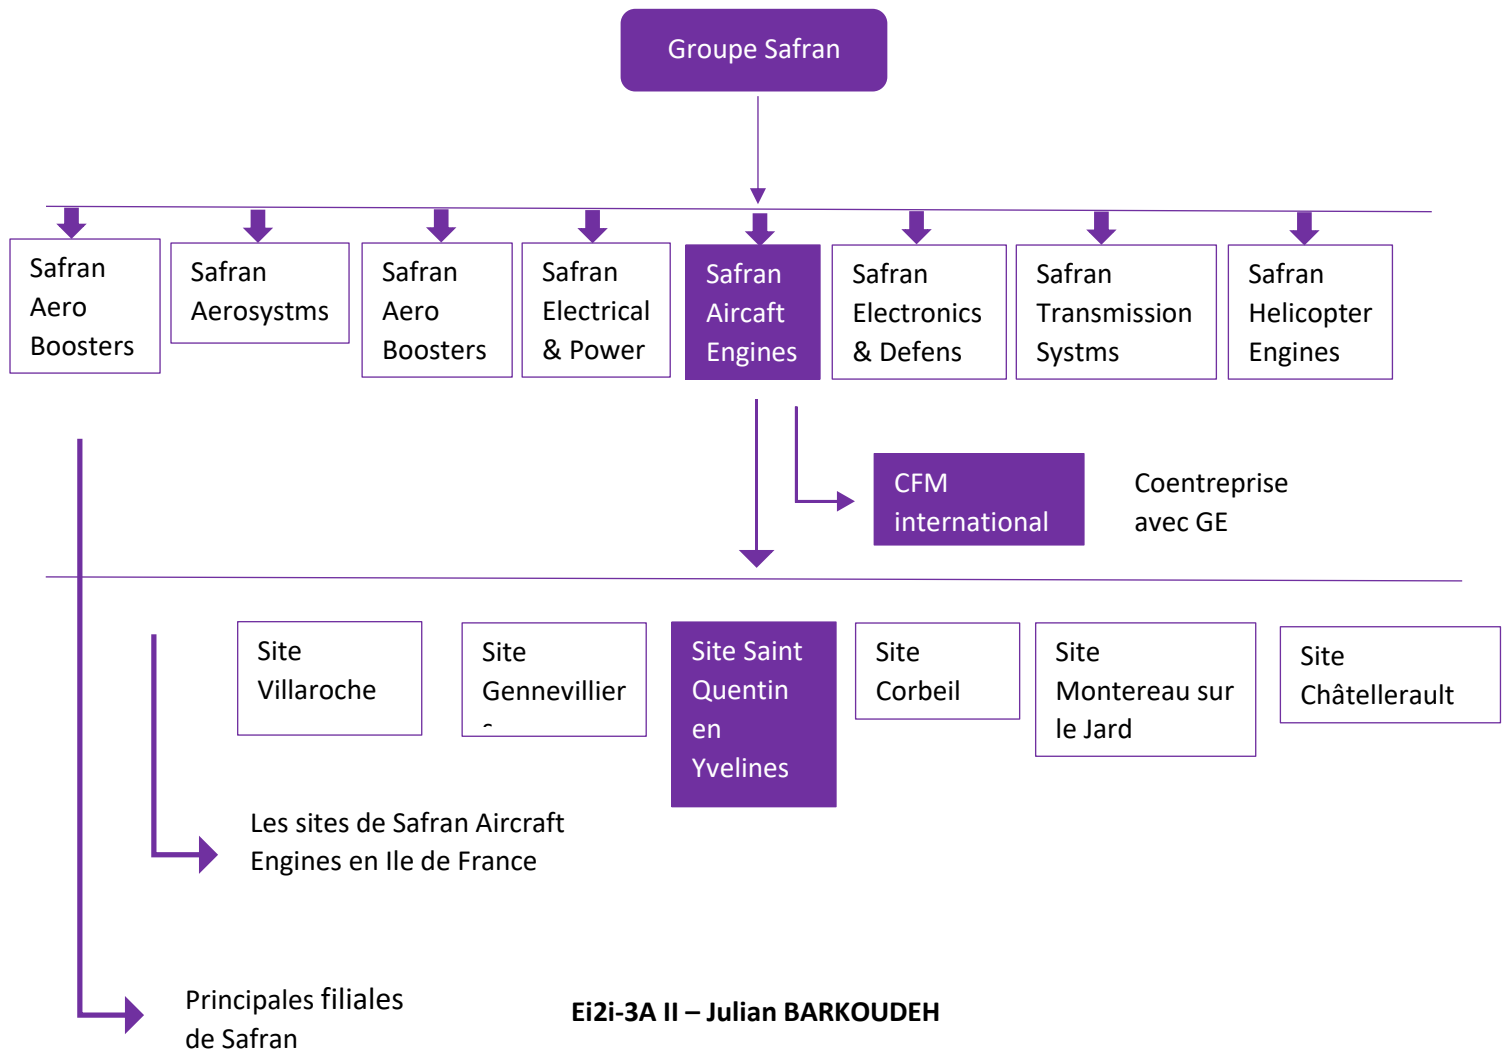 Groupe Safran
Safran
Aero
Boosters
Safran
Aerosystms
Safran
Aero
Boosters
Safran
Electrical
& Power
Safran
Aircaft
Engines
Safran
Electronics
& Defens
Safran
Transmission
Systms
Safran
Helicopter
Engines
CFM
international
Coentreprise
avec GE
Site
Villaroche
Site
Gennevillier
s
Site Saint
Quentin
en
Yvelines
Site
Corbeil
Site
Montereau sur
le Jard
Site
Châtellerault
Les sites de Safran Aircraft
Engines en Ile de France
Principales filiales
de Safran
Ei2i-3A II – Julian BARKOUDEH